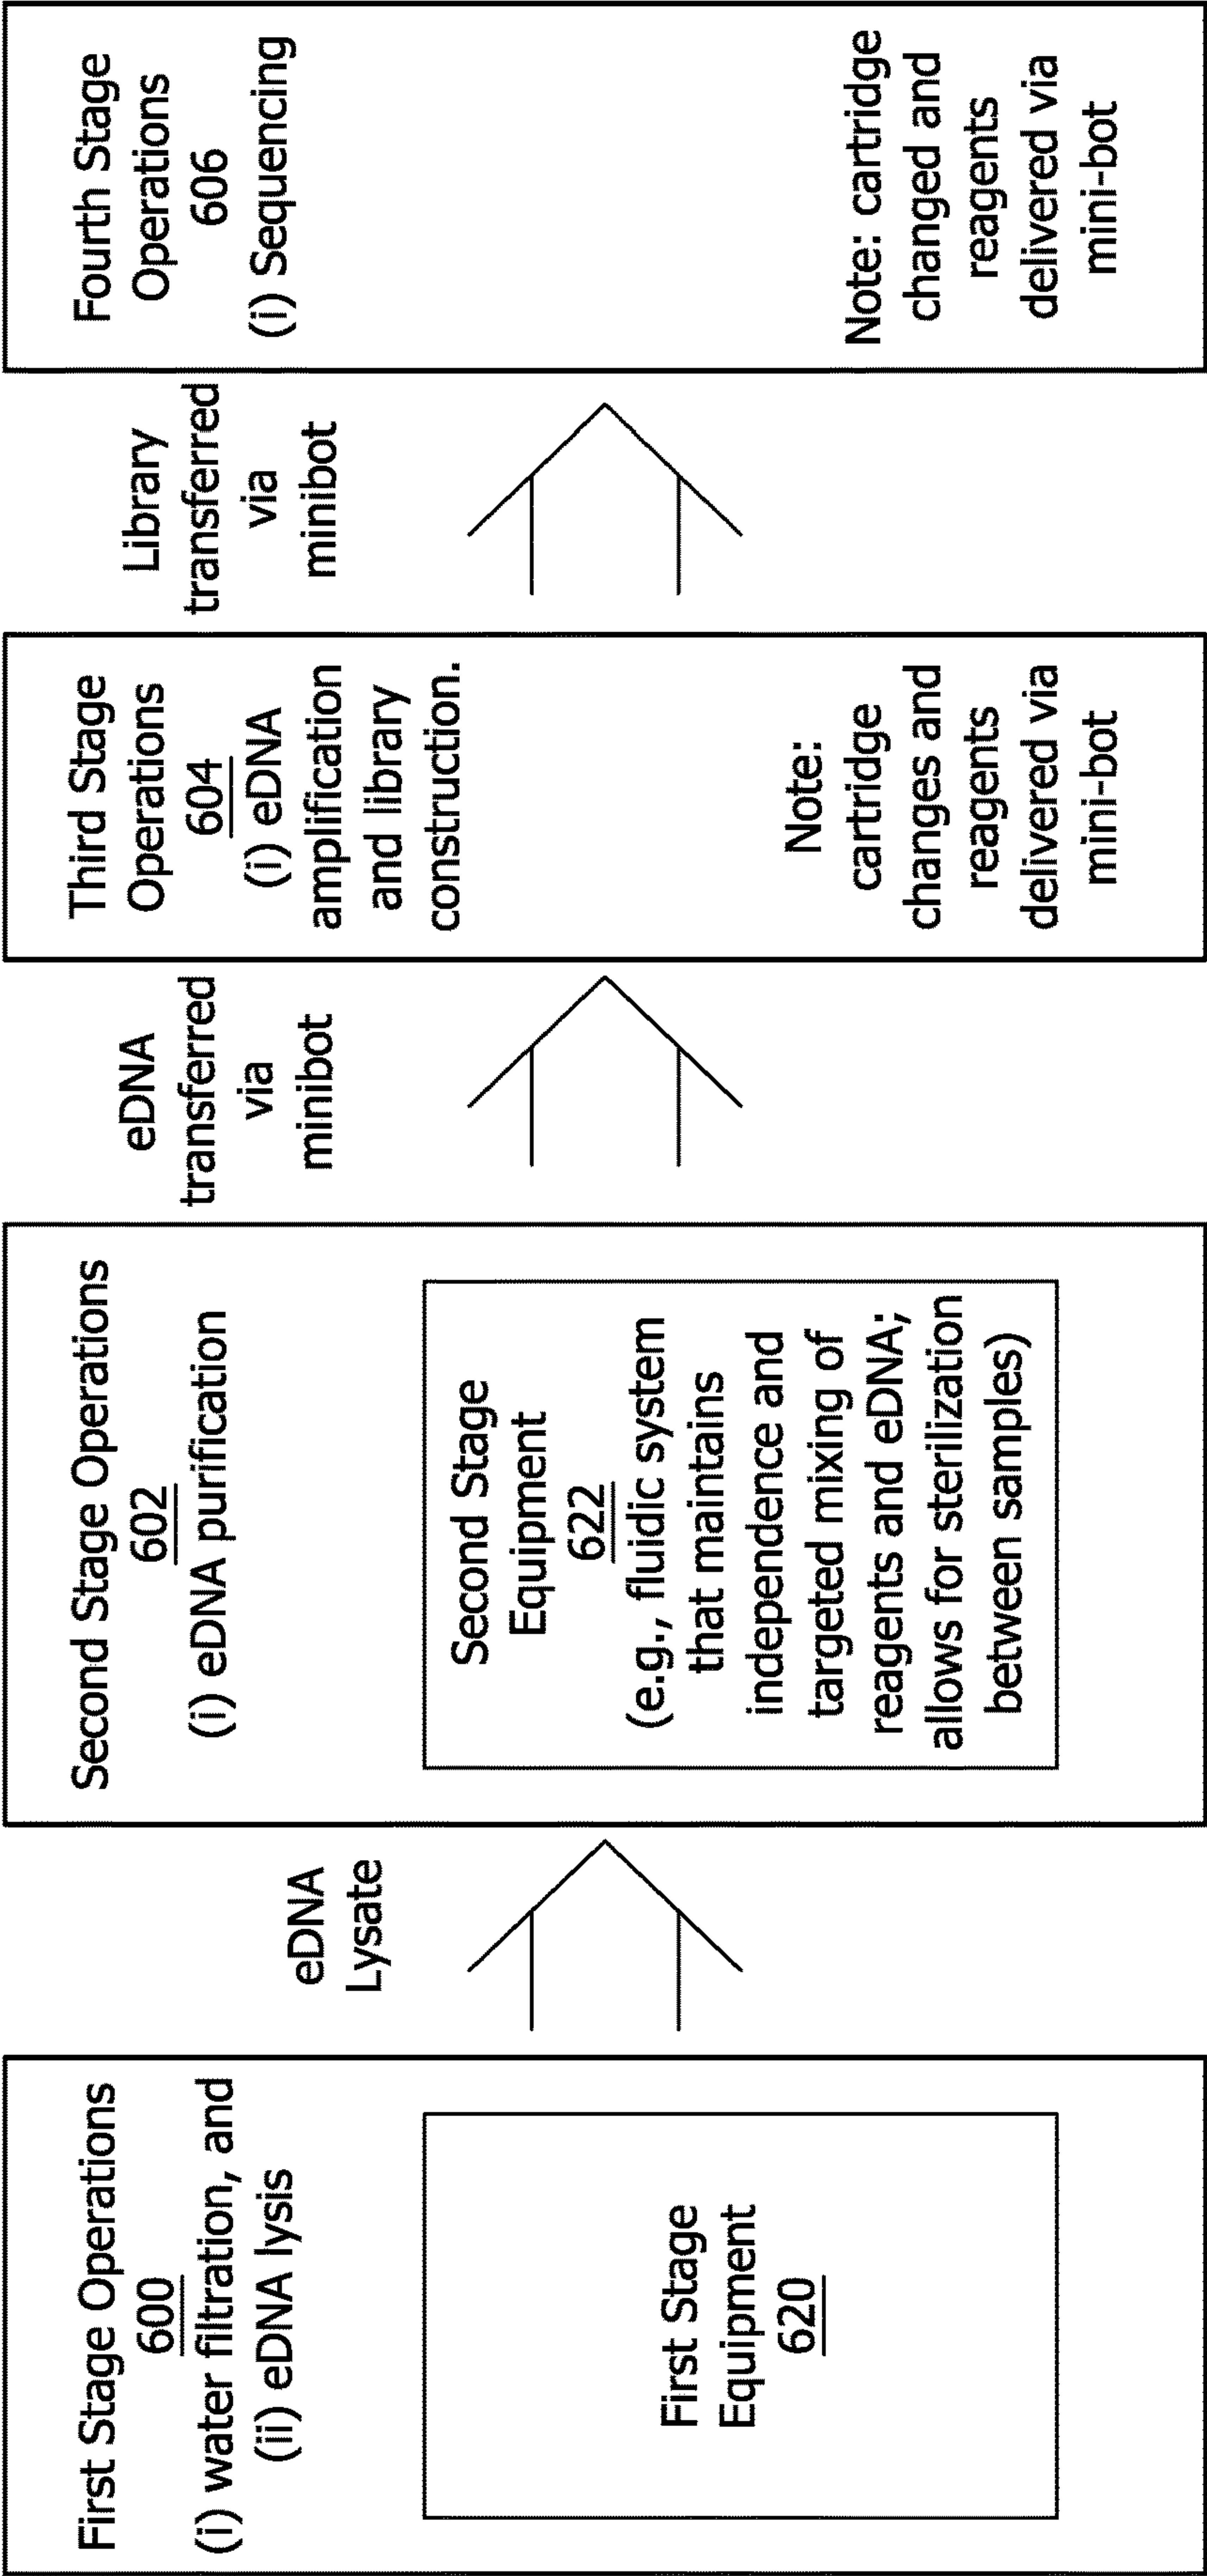 First Stage Operations
600
(i) water filtration, and
(ii) eDNA lysis
First Stage
Equipment
620
eDNA
Lysate
Second Stage Operations
602
(i) eDNA purification
Second Stage
Equipment
622
(e.g., fluidic system
that maintains
independence and
targeted mixing of
reagents and eDNA;
allows for sterilization
between samples)
eDNA
transferred
via
minibot
Third Stage
Operations
604
(i) eDNA
amplification
and library
construction.
Note:
cartridge
changes and
reagents
delivered via
mini-bot
Library
transferred
via
minibot
Fourth Stage
Operations
606
(i) Sequencing
Note: cartridge
changed and
reagents
delivered via
mini-bot